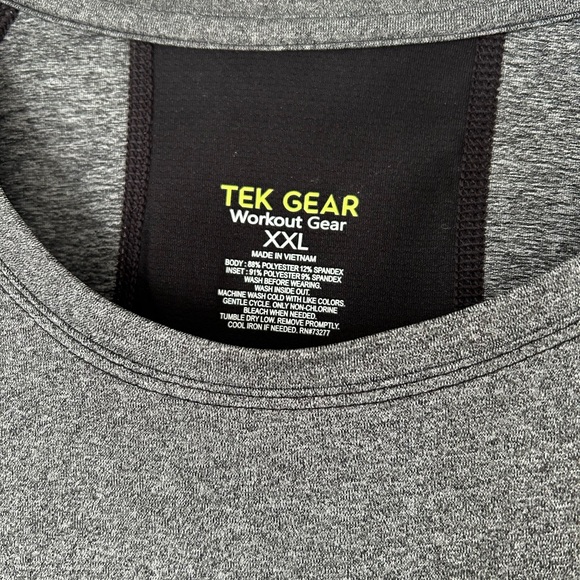 TEK GEAR
Workout Gear
XXL
MADE IN VIETNAM
BODY : 88% POLYESTER 12% SPANDEX
INSET : 91% POLYESTER 9% SPANDEX
WASH BEFORE WEARING.
WASH INSIDE OUT.
MACHINE WASH COLD WITH LIKE COLORS.
GENTLE CYCLE. ONLY NON-CHLORINE
BLEACH WHEN NEEDED.
TUMBLE DRY LOW. REMOVE PROMPTLY.
COOL IRON IF NEEDED. RN#73277